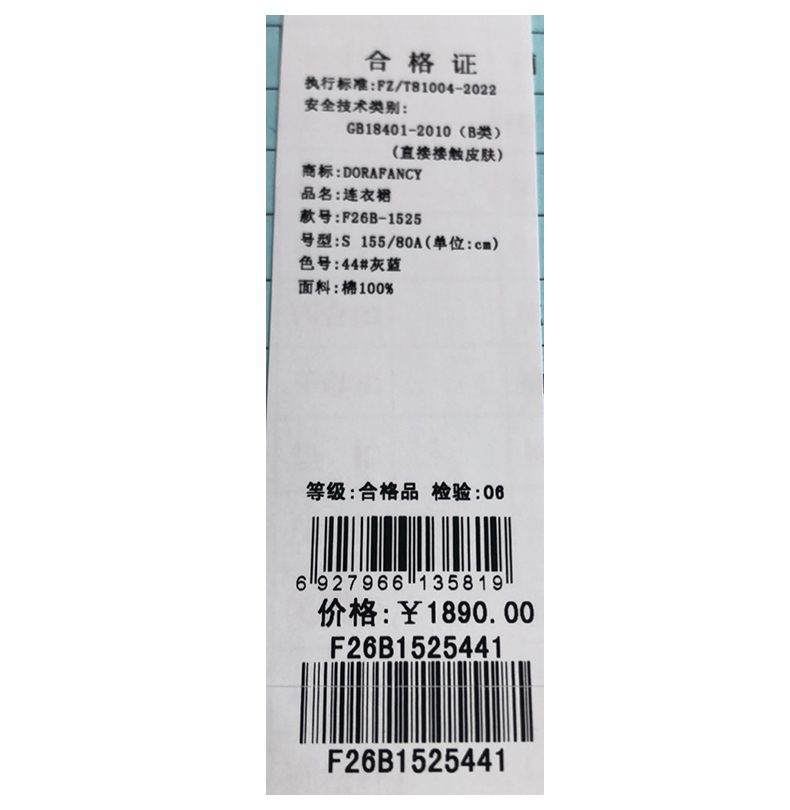 合格证
执行标准:FZ/T81004-2022
安全技术类别:
GB18401-2010（B类）
(直接接触皮肤)
商标:DORAFANCY
品名:连衣裙
款号:F26B-1525
号型:S 155/80A(单位:cm)
色号:44#灰蓝
面料:棉100%
等级:合格品 检验:06
6 927966 135819
价格:￥1890.00
F26B1525441
F26B1525441